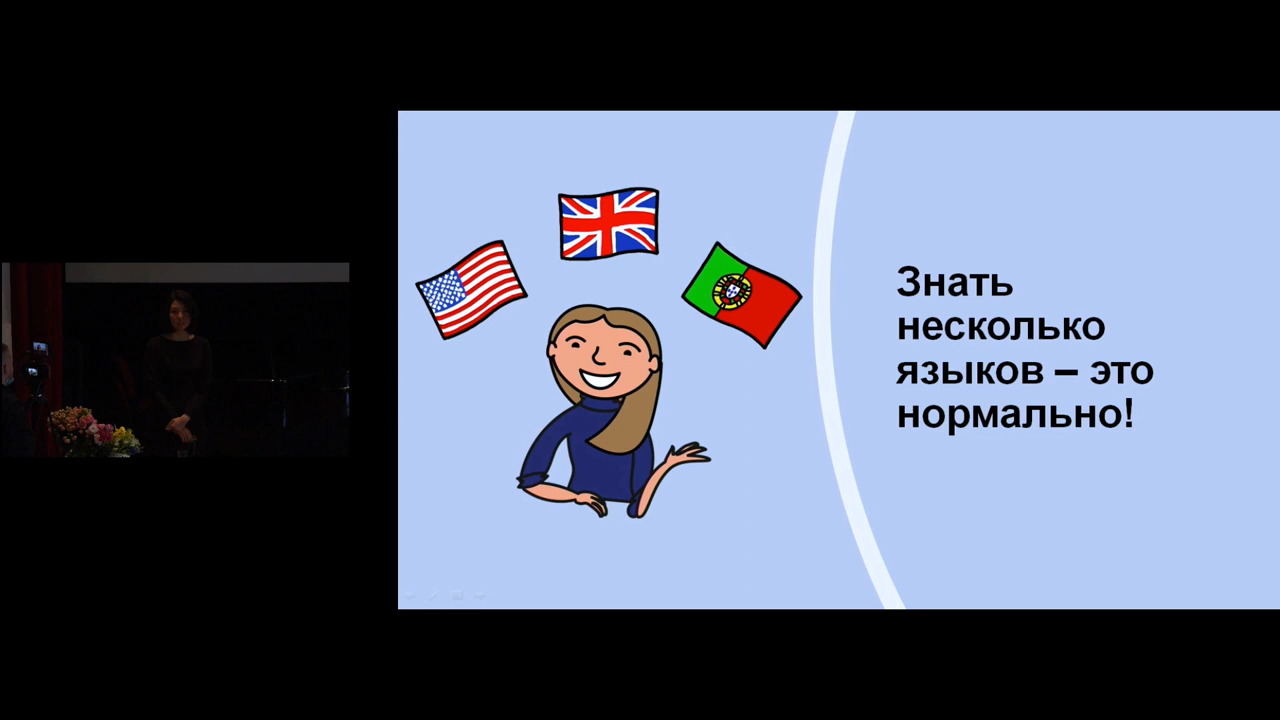 Знать
несколько
языков – это
нормально!